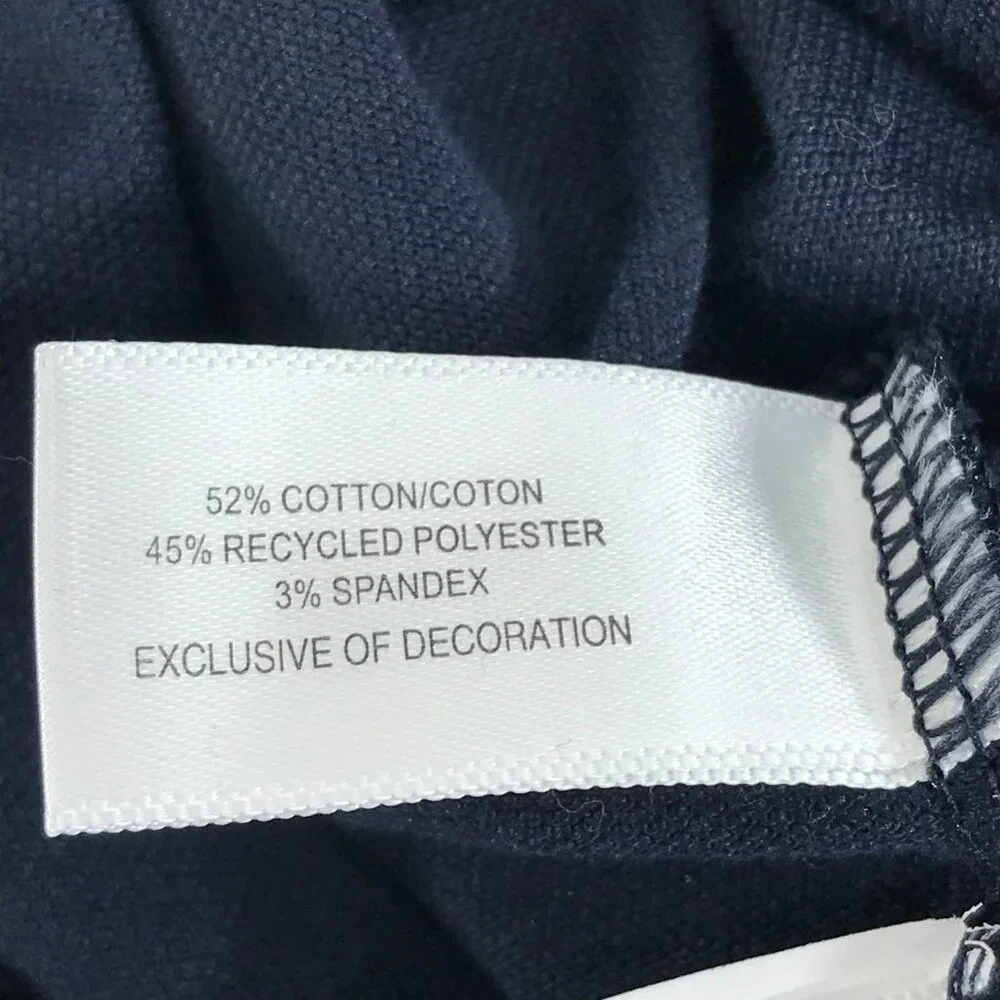 52% COTTON/COTON
45% RECYCLED POLYESTER
3% SPANDEX
EXCLUSIVE OF DECORATION